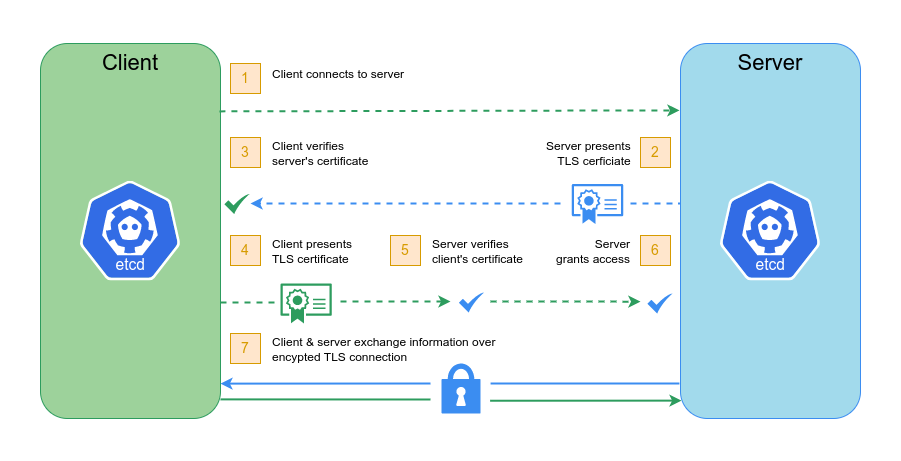 Client
Server
1
Client connects to server
3
Client verifies
server's certificate
Server presents
TLS cerficiate
2
etcd
etcd
4
Client presents
TLS certificate
5
Server verifies
client's certificate
Server
grants access
6
7
Client & server exchange information over
encypted TLS connection